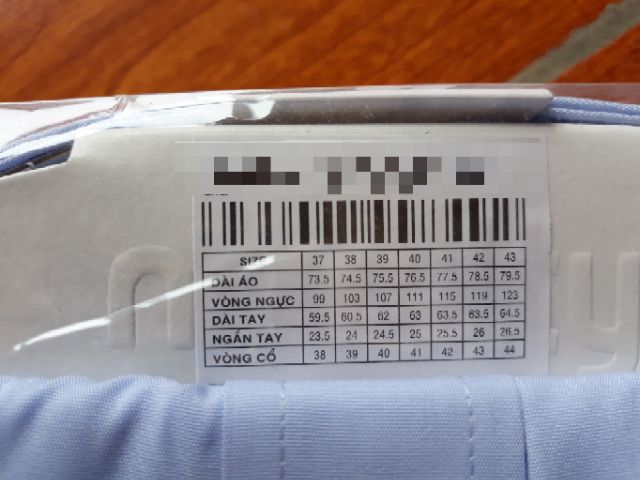 SIZE 37 38 39 40 41 42 43
DÀI ÁO 73.5 74.5 75.5 76.5 77.5 78.5 79.5
VÒNG NGỰC 99 103 107 111 115 119 123
DÀI TAY 59.5 60.5 62 63 63.5 63.5 64.5
NGẮN TAY 23.5 24 24.5 25 25.5 26 26.5
VÒNG CỔ 38 39 40 41 42 43 44